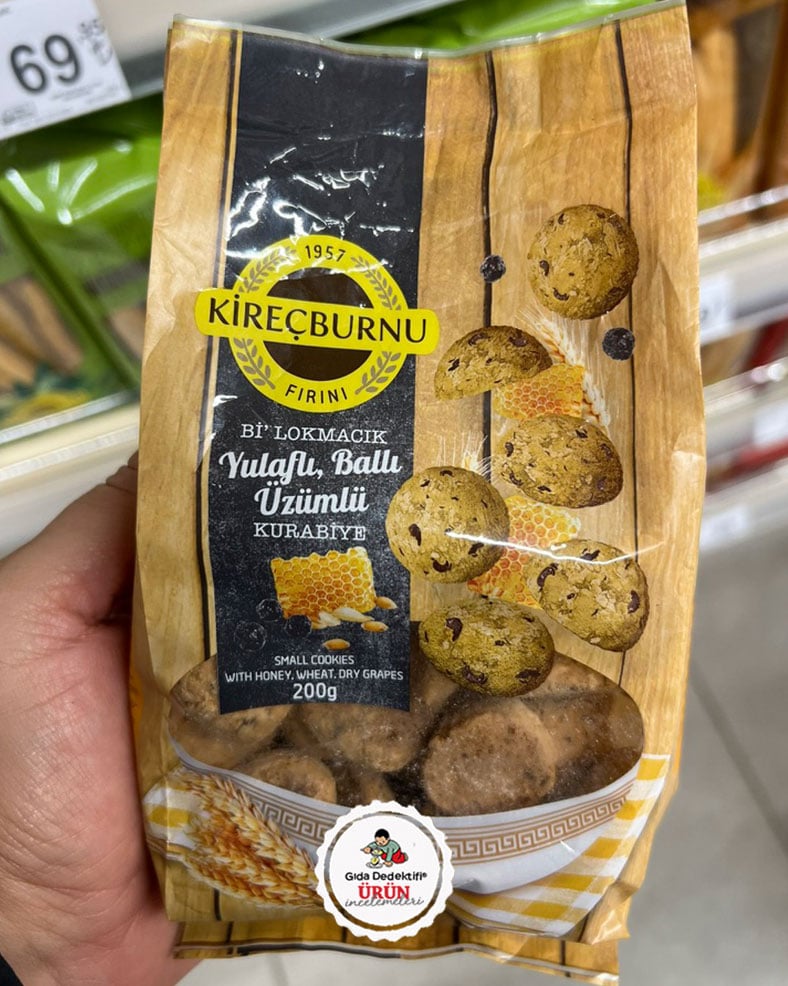 69
1957
KİREÇBURNU
FIRINI
Bİ' LOKMACIK
Yulaflı, Ballı
Üzümlü
KURABİYE
SMALL COOKIES
WITH HONEY, WHEAT, DRY GRAPES
200g
Gıda Dedektifi®
ÜRÜN
incelemeleri